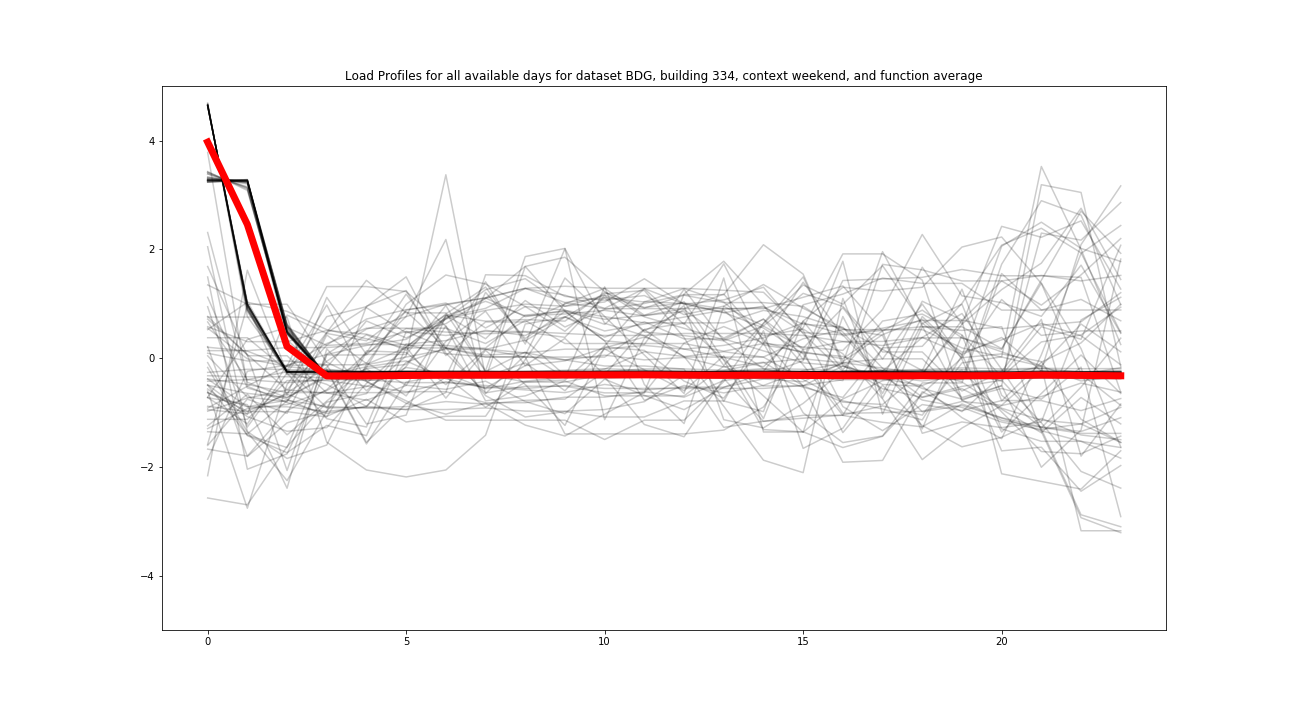 Load Profiles for all available days for dataset BDG, building 334, context weekend, and function average
4
2
0
−2
−4
0 5 10 15 20